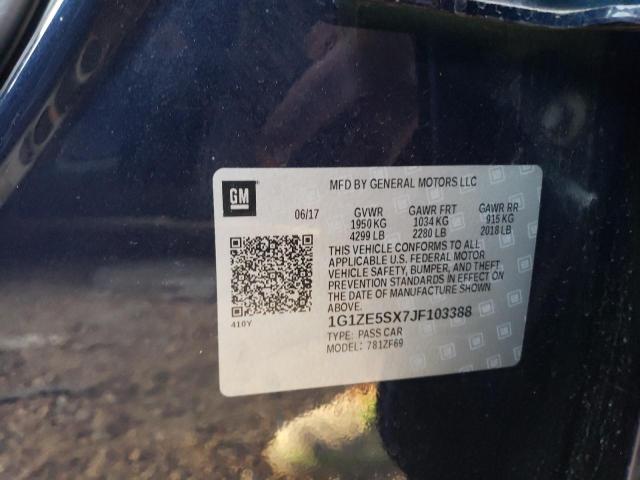 GM
MFD BY GENERAL MOTORS LLC
06/17 GVWR GAWR FRT GAWR RR
1950 KG 1034 KG 915 KG
4299 LB 2280 LB 2018 LB
THIS VEHICLE CONFORMS TO ALL
APPLICABLE U.S. FEDERAL MOTOR
VEHICLE SAFETY, BUMPER, AND THEFT
PREVENTION STANDARDS IN EFFECT ON
THE DATE OF MANUFACTURE SHOWN
ABOVE.
410Y
1G1ZE5SX7JF103388
TYPE: PASS CAR
MODEL: 781ZF69